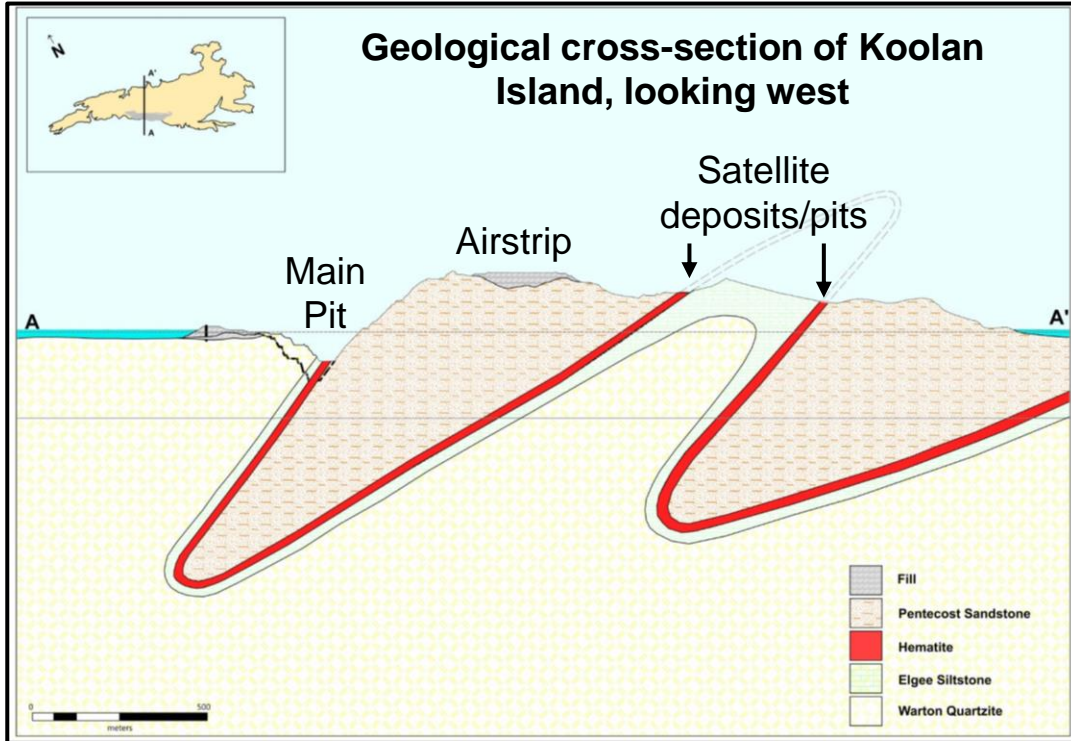 Geological cross-section of Koolan
Island, looking west
N
A'
A
Satellite
deposits/pits
Airstrip
Main
Pit
A
A'
Fill
Pentecost Sandstone
Hematite
Elgee Siltstone
Warton Quartzite
0 500
meters